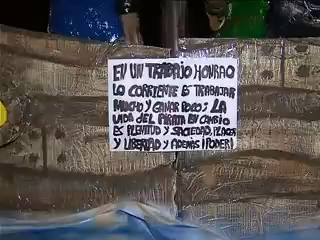 EN UN TRABAJO HONRAO
LO CORRIENTE ES TRABAJAR
MUCHO Y GANAR POCO; LA
VIDA DEL PIRATA EN CAMBIO
ES PLENITUD Y SACIEDAD, PLACER
Y LIBERTAD Y ADEMAS ¡PODER!